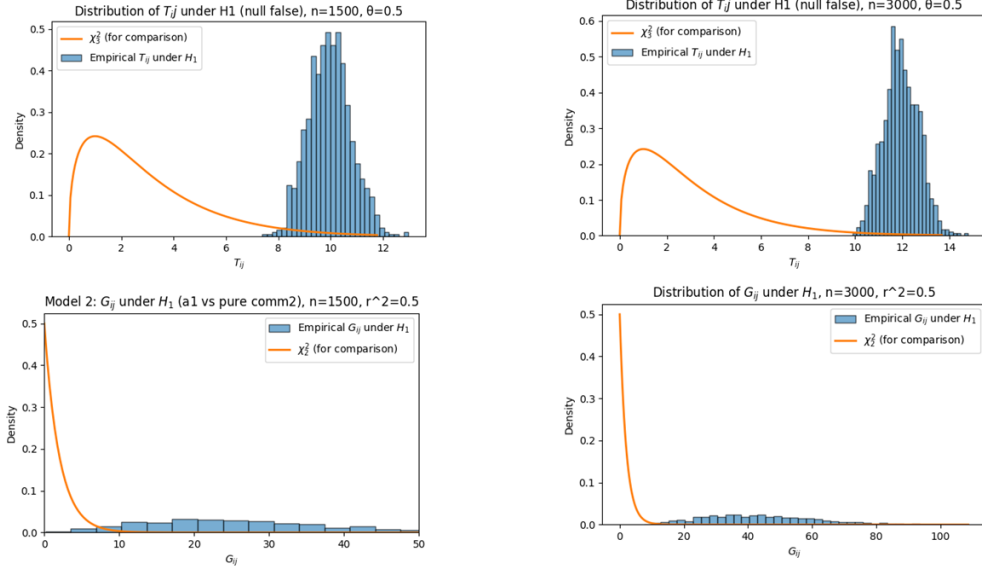 Distribution of T_ij under H1 (null false), n=1500, θ=0.5
χ²₃ (for comparison)
Empirical T_ij under H₁
Density
0.5
0.4
0.3
0.2
0.1
0.0
0 2 4 6 8 10 12
T_ij
Distribution of T_ij under H1 (null false), n=3000, θ=0.5
χ²₃ (for comparison)
Empirical T_ij under H₁
Density
0.6
0.5
0.4
0.3
0.2
0.1
0.0
0 2 4 6 8 10 12 14
T_ij
Model 2: G_ij under H₁ (a1 vs pure comm2), n=1500, r^2=0.5
Empirical G_ij under H₁
χ²₂ (for comparison)
Density
0.5
0.4
0.3
0.2
0.1
0.0
0 10 20 30 40 50
G_ij
Distribution of G_ij under H₁, n=3000, r^2=0.5
Empirical G_ij under H₁
χ²₂ (for comparison)
Density
0.5
0.4
0.3
0.2
0.1
0.0
0 20 40 60 80 100
G_ij